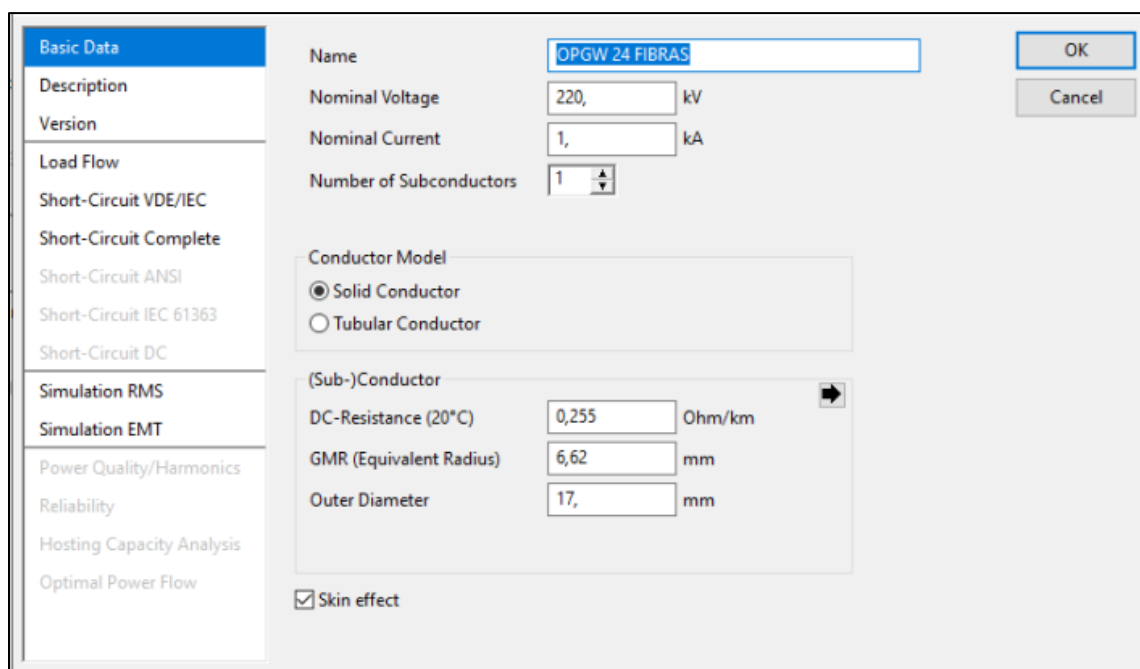 Basic Data
Description
Version
Load Flow
Short-Circuit VDE/IEC
Short-Circuit Complete
Short-Circuit ANSI
Short-Circuit IEC 61363
Short-Circuit DC
Simulation RMS
Simulation EMT
Power Quality/Harmonics
Reliability
Hosting Capacity Analysis
Optimal Power Flow
Name OPGW 24 FIBRAS
Nominal Voltage 220, kV
Nominal Current 1, kA
Number of Subconductors 1
Conductor Model
Solid Conductor
Tubular Conductor
(Sub-)Conductor
DC-Resistance (20°C) 0,255 Ohm/km
GMR (Equivalent Radius) 6,62 mm
Outer Diameter 17, mm
Skin effect
OK
Cancel